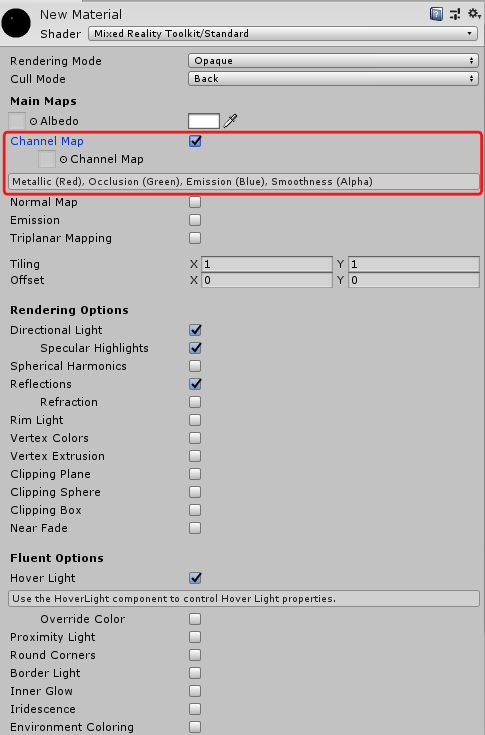 New Material
Shader Mixed Reality Toolkit/Standard
Rendering Mode Opaque
Cull Mode Back
Main Maps
Albedo
Channel Map
Channel Map
Metallic (Red), Occlusion (Green), Emission (Blue), Smoothness (Alpha)
Normal Map
Emission
Triplanar Mapping
Tiling X 1 Y 1
Offset X 0 Y 0
Rendering Options
Directional Light
Specular Highlights
Spherical Harmonics
Reflections
Refraction
Rim Light
Vertex Colors
Vertex Extrusion
Clipping Plane
Clipping Sphere
Clipping Box
Near Fade
Fluent Options
Hover Light
Use the HoverLight component to control Hover Light properties.
Override Color
Proximity Light
Round Corners
Border Light
Inner Glow
Iridescence
Environment Coloring